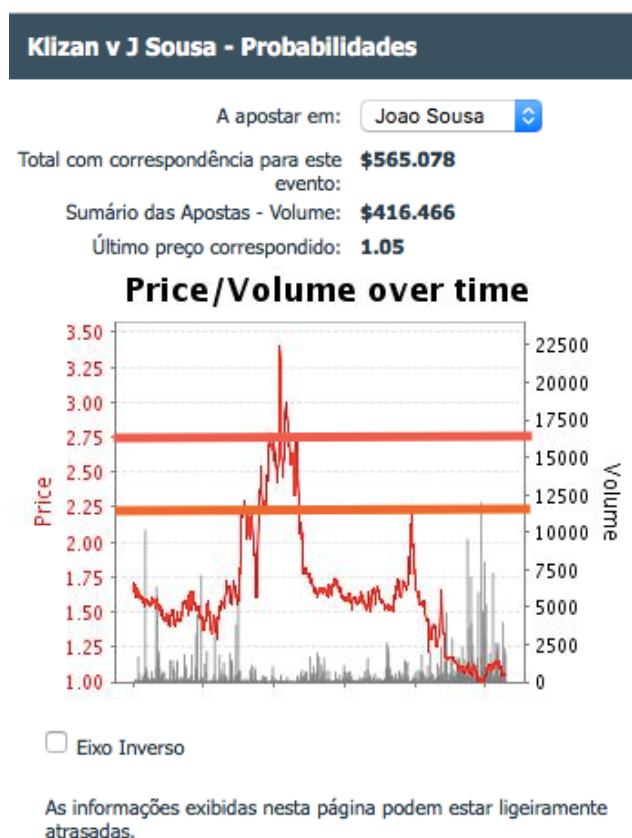 Klizan v J Sousa - Probabilidades
A apostar em: Joao Sousa
Total com correspondência para este $565.078
evento:
Sumário das Apostas - Volume: $416.466
Último preço correspondido: 1.05
Price/Volume over time
3.50
3.25
3.00
2.75
2.50
2.25
2.00
1.75
1.50
1.25
1.00
Price
22500
20000
17500
15000
12500
10000
7500
5000
2500
0
Volume
Eixo Inverso
As informações exibidas nesta página podem estar ligeiramente
atrasadas.